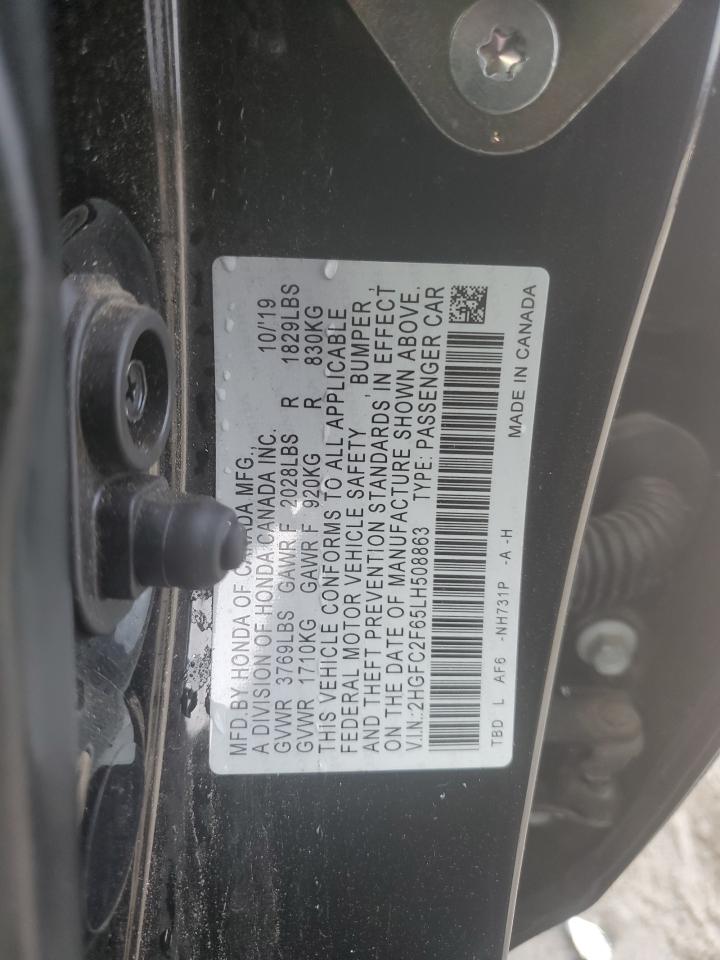 MFD.BY HONDA OF CANADA MFG., 10/'19
A DIVISION OF HONDA CANADA INC.
GVWR 3769LBS GAWR F 2028LBS R 1829LBS
GVWR 1710KG GAWR F 920KG R 830KG
THIS VEHICLE CONFORMS TO ALL APPLICABLE
FEDERAL MOTOR VEHICLE SAFETY, BUMPER,
AND THEFT PREVENTION STANDARDS IN EFFECT
ON THE DATE OF MANUFACTURE SHOWN ABOVE.
V.I.N.:2HGFC2F65LH508863 TYPE: PASSENGER CAR
TBD L AF6 -NH731P -A -H MADE IN CANADA